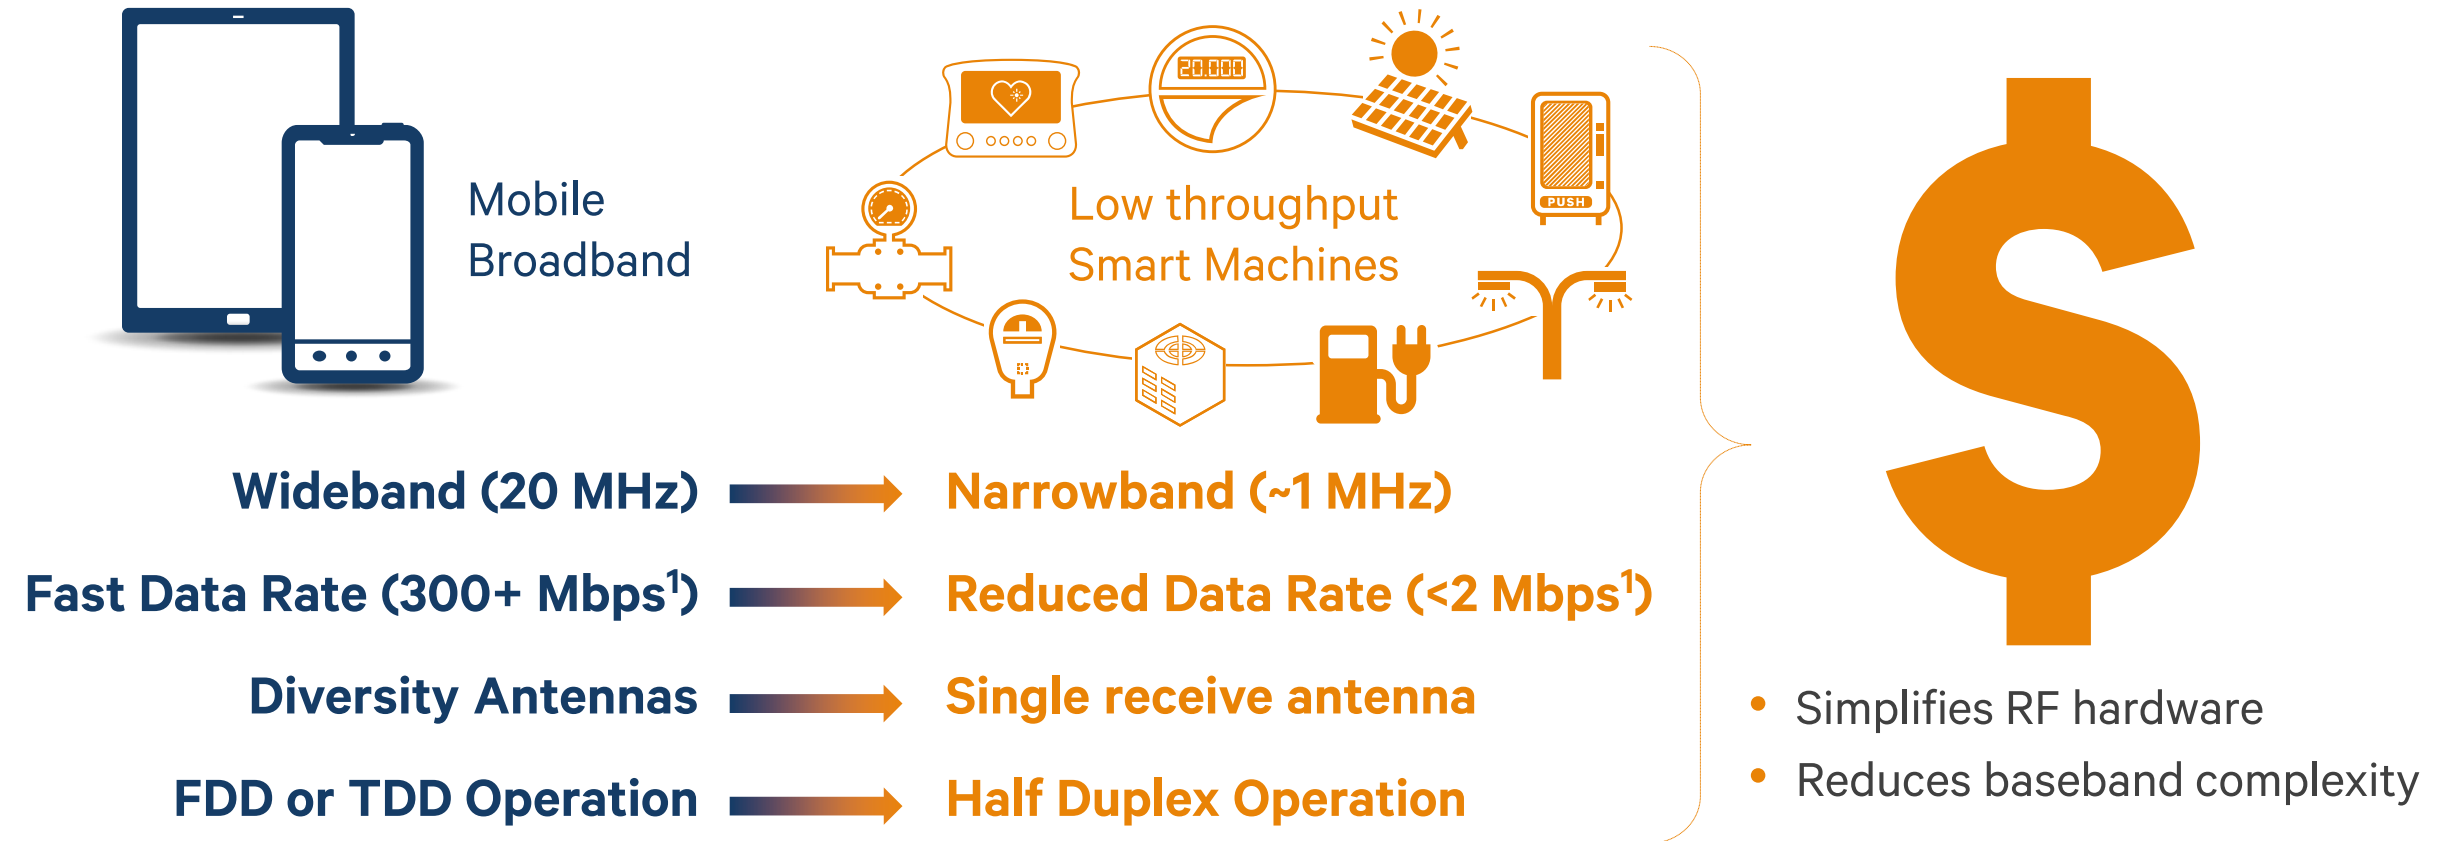 Mobile
Broadband
20.000
PUSH
Low throughput
Smart Machines
Wideband (20 MHz)
Narrowband (~1 MHz)
Fast Data Rate (300+ Mbps¹)
Reduced Data Rate (<2 Mbps¹)
Diversity Antennas
Single receive antenna
FDD or TDD Operation
Half Duplex Operation
$
• Simplifies RF hardware
• Reduces baseband complexity